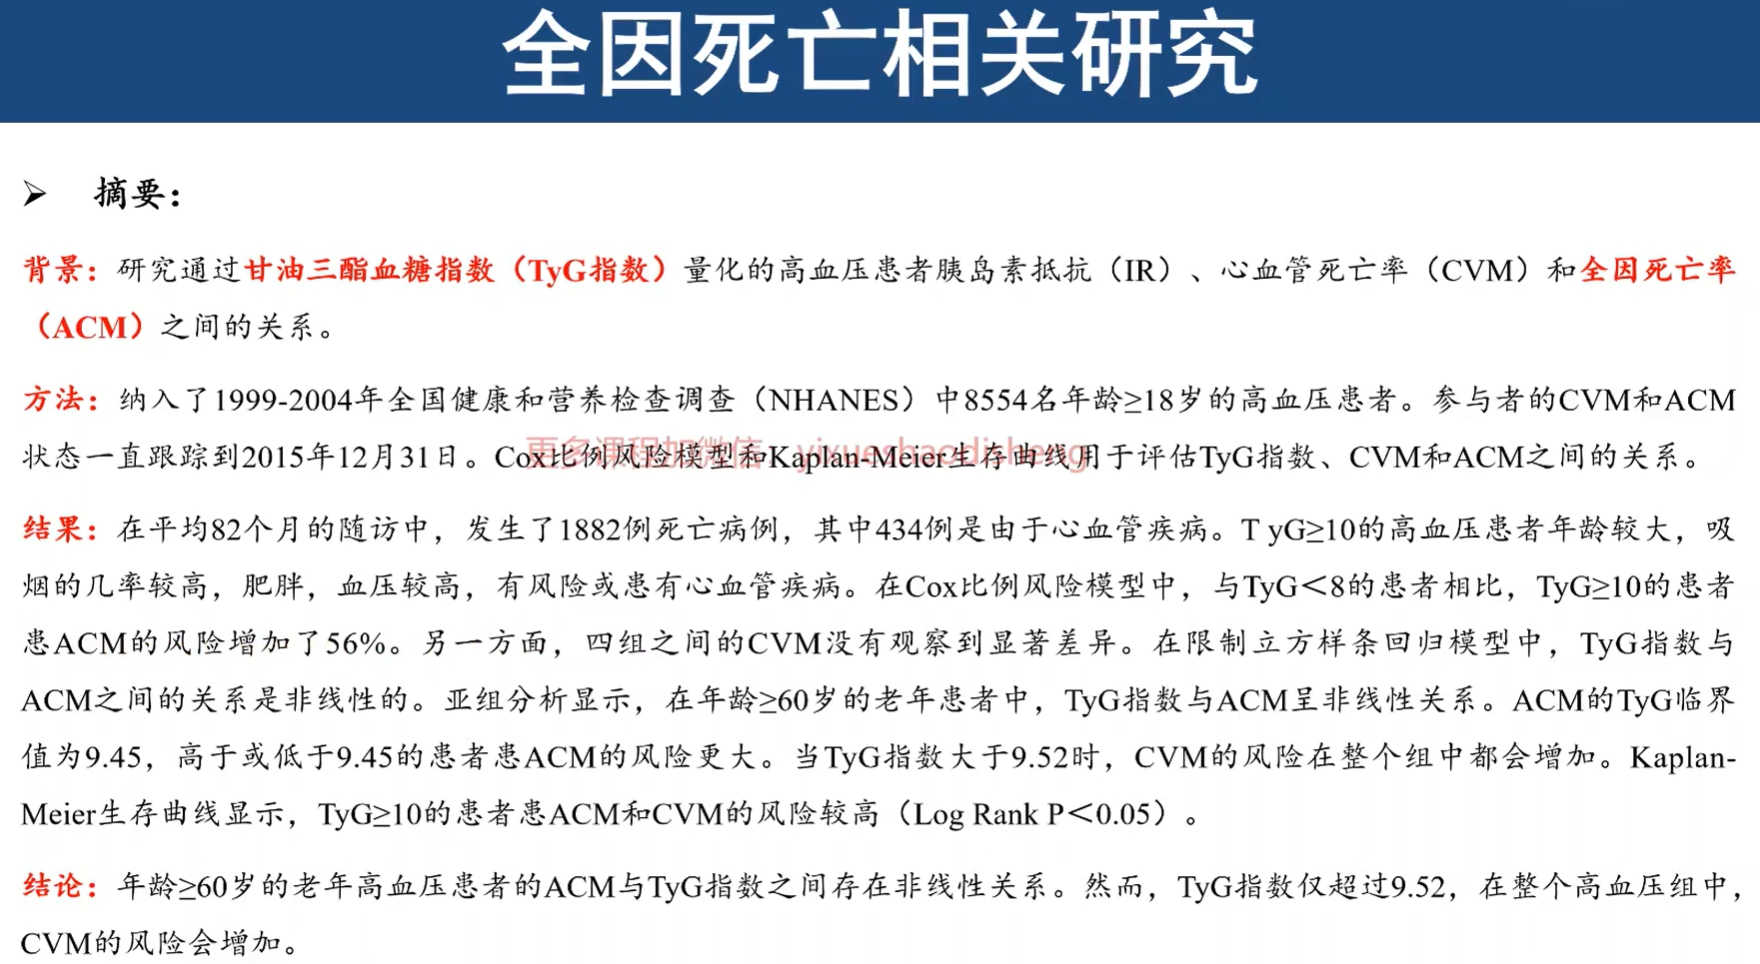 全因死亡相关研究
➢ 摘要：
背景：研究通过甘油三酯血糖指数（TyG指数）量化的高血压患者胰岛素抵抗（IR）、心血管死亡率（CVM）和全因死亡率
（ACM）之间的关系。
方法：纳入了1999-2004年全国健康和营养检查调查（NHANES）中8554名年龄≥18岁的高血压患者。参与者的CVM和ACM
状态一直跟踪到2015年12月31日。Cox比例风险模型和Kaplan-Meier生存曲线用于评估TyG指数、CVM和ACM之间的关系。
更多课程加微信：yixueshaodisheng
结果：在平均82个月的随访中，发生了1882例死亡病例，其中434例是由于心血管疾病。T yG≥10的高血压患者年龄较大，吸
烟的几率较高，肥胖，血压较高，有风险或患有心血管疾病。在Cox比例风险模型中，与TyG＜8的患者相比，TyG≥10的患者
患ACM的风险增加了56%。另一方面，四组之间的CVM没有观察到显著差异。在限制立方样条回归模型中，TyG指数与
ACM之间的关系是非线性的。亚组分析显示，在年龄≥60岁的老年患者中，TyG指数与ACM呈非线性关系。ACM的TyG临界
值为9.45，高于或低于9.45的患者患ACM的风险更大。当TyG指数大于9.52时，CVM的风险在整个组中都会增加。Kaplan-
Meier生存曲线显示，TyG≥10的患者患ACM和CVM的风险较高（Log Rank P＜0.05）。
结论：年龄≥60岁的老年高血压患者的ACM与TyG指数之间存在非线性关系。然而，TyG指数仅超过9.52，在整个高血压组中，
CVM的风险会增加。